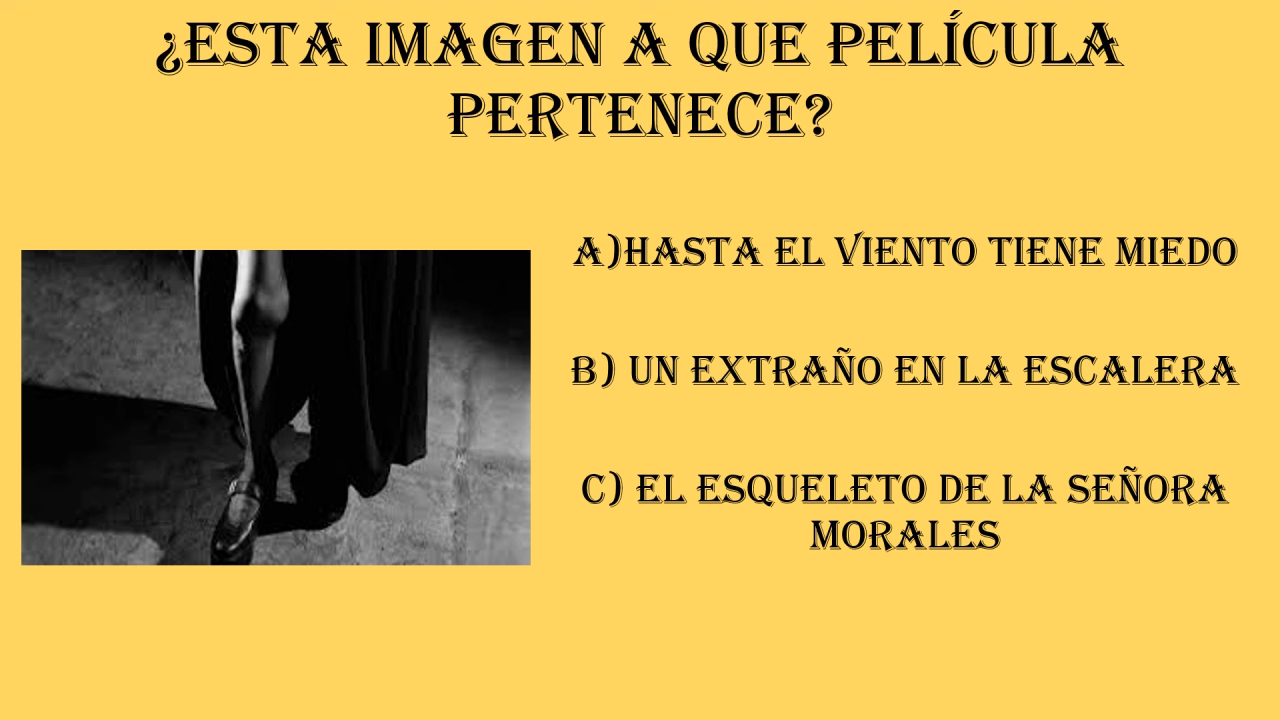 ¿ESTA IMAGEN A QUE PELÍCULA
PERTENECE?
A)HASTA EL VIENTO TIENE MIEDO
B) UN EXTRAÑO EN LA ESCALERA
C) EL ESQUELETO DE LA SEÑORA
MORALES